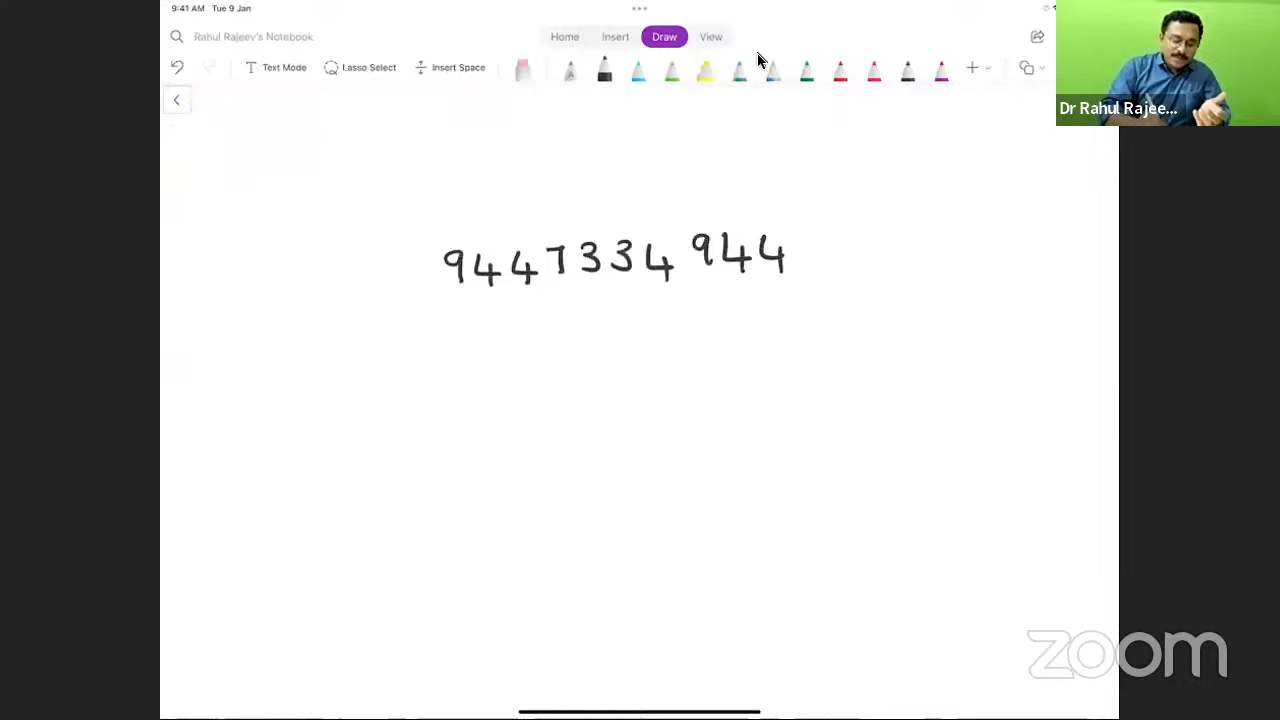 9:41 AM Tue 9 Jan
Rahul Rajeev's Notebook
Home Insert Draw View
Text Mode Lasso Select Insert Space
Dr Rahul Rajee...
9447334944
zoom